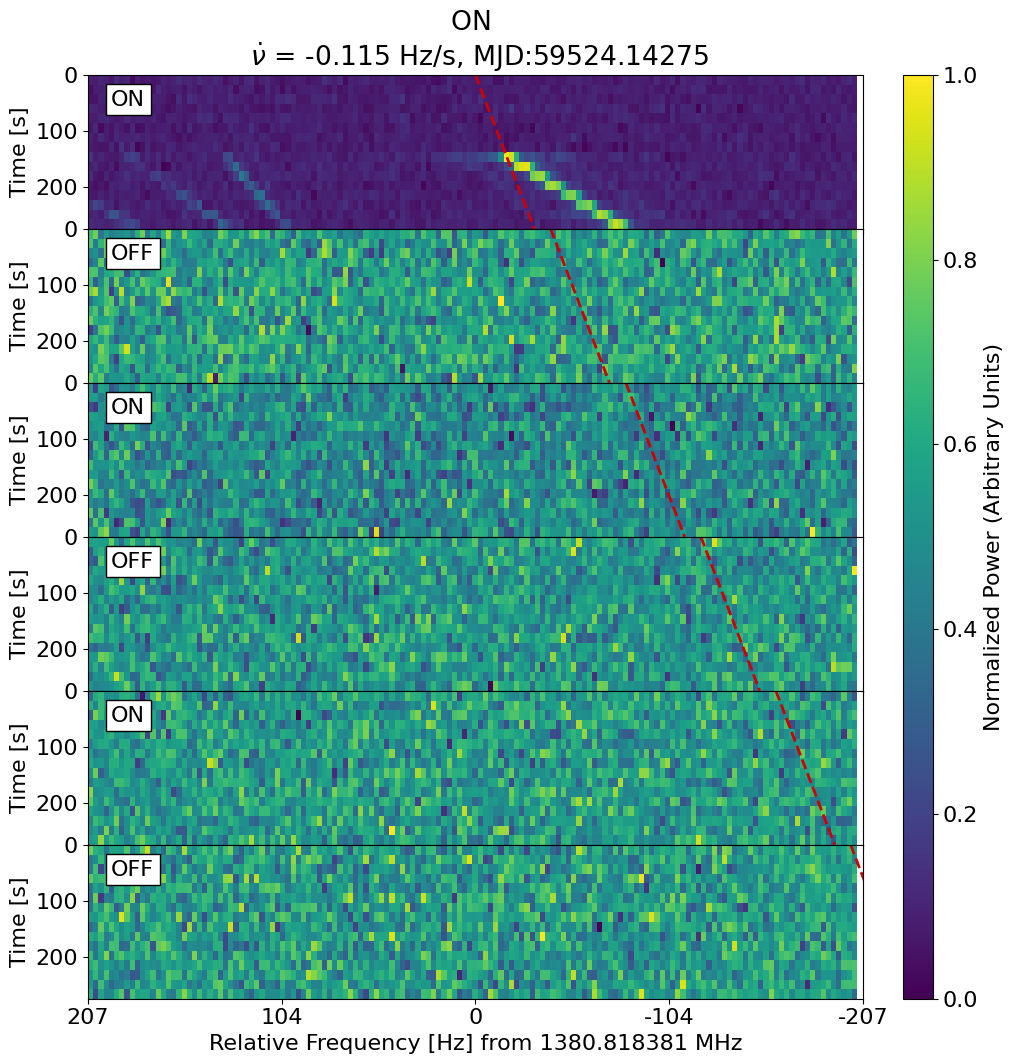 ON
ν̇ = -0.115 Hz/s, MJD:59524.14275
0
ON
100
Time [s]
200
0
OFF
100
Time [s]
200
0
ON
100
Time [s]
200
0
OFF
100
Time [s]
200
0
ON
100
Time [s]
200
0
OFF
100
Time [s]
200
207 104 0 -104 -207
Relative Frequency [Hz] from 1380.818381 MHz
1.0
0.8
0.6
0.4
0.2
0.0
Normalized Power (Arbitrary Units)